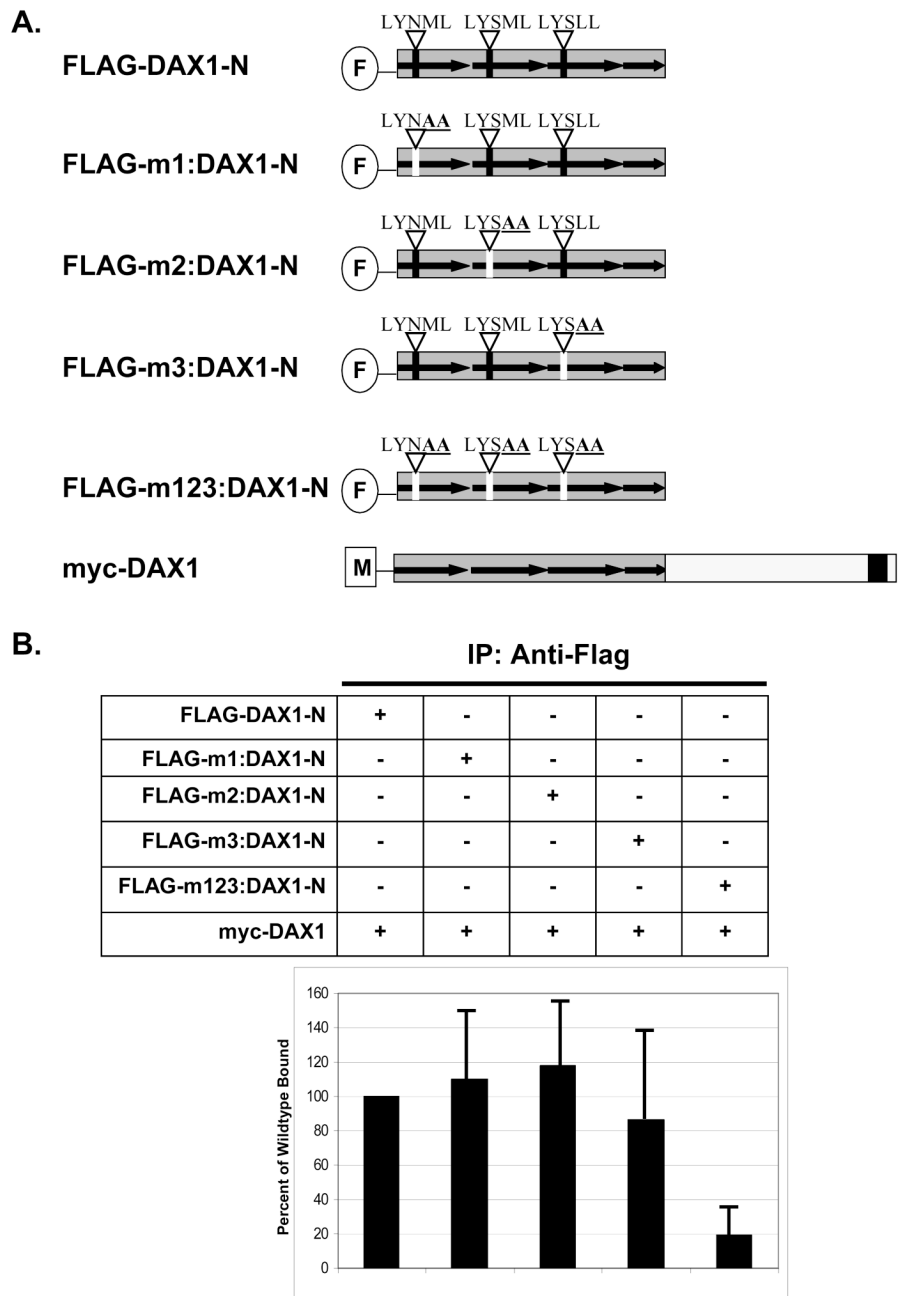 A.
LYNML LYSML LYSLL
FLAG-DAX1-N F
LYNAA LYSML LYSLL
FLAG-m1:DAX1-N F
LYNML LYSAA LYSLL
FLAG-m2:DAX1-N F
LYNML LYSML LYSAA
FLAG-m3:DAX1-N F
LYNAA LYSAA LYSAA
FLAG-m123:DAX1-N F
myc-DAX1 M
B.
IP: Anti-Flag
FLAG-DAX1-N + - - - -
FLAG-m1:DAX1-N - + - - -
FLAG-m2:DAX1-N - - + - -
FLAG-m3:DAX1-N - - - + -
FLAG-m123:DAX1-N - - - - +
myc-DAX1 + + + + +
Percent of Wildtype Bound
160
140
120
100
80
60
40
20
0